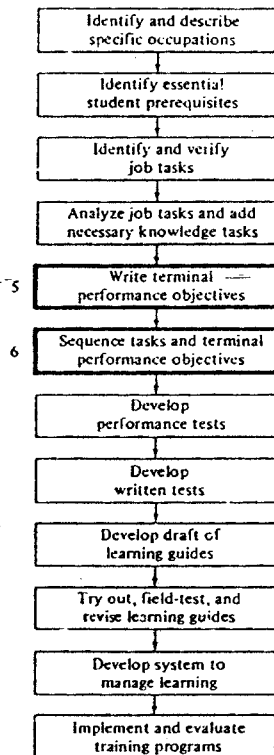 Identify and describe
specific occupations
Identify essential
student prerequisites
Identify and verify
job tasks
Analyze job tasks and add
necessary knowledge tasks
5
Write terminal
performance objectives
6
Sequence tasks and terminal
performance objectives
Develop
performance tests
Develop
written tests
Develop draft of
learning guides
Try out, field-test, and
revise learning guides
Develop system to
manage learning
Implement and evaluate
training programs